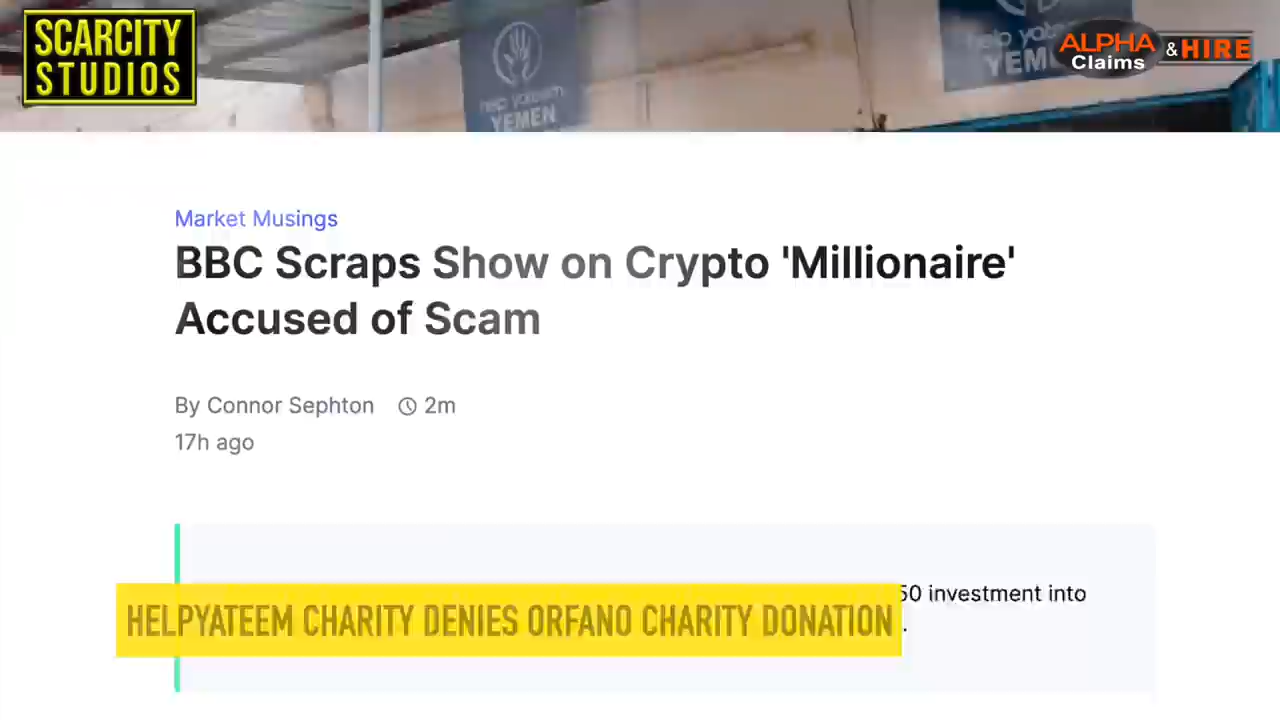 SCARCITY
STUDIOS
YEMEN
help yateem
ALPHA
Claims
& HIRE
Market Musings
BBC Scraps Show on Crypto 'Millionaire'
Accused of Scam
By Connor Sephton 2m
17h ago
50 investment into
HELPYATEEM CHARITY DENIES ORFANO CHARITY DONATION